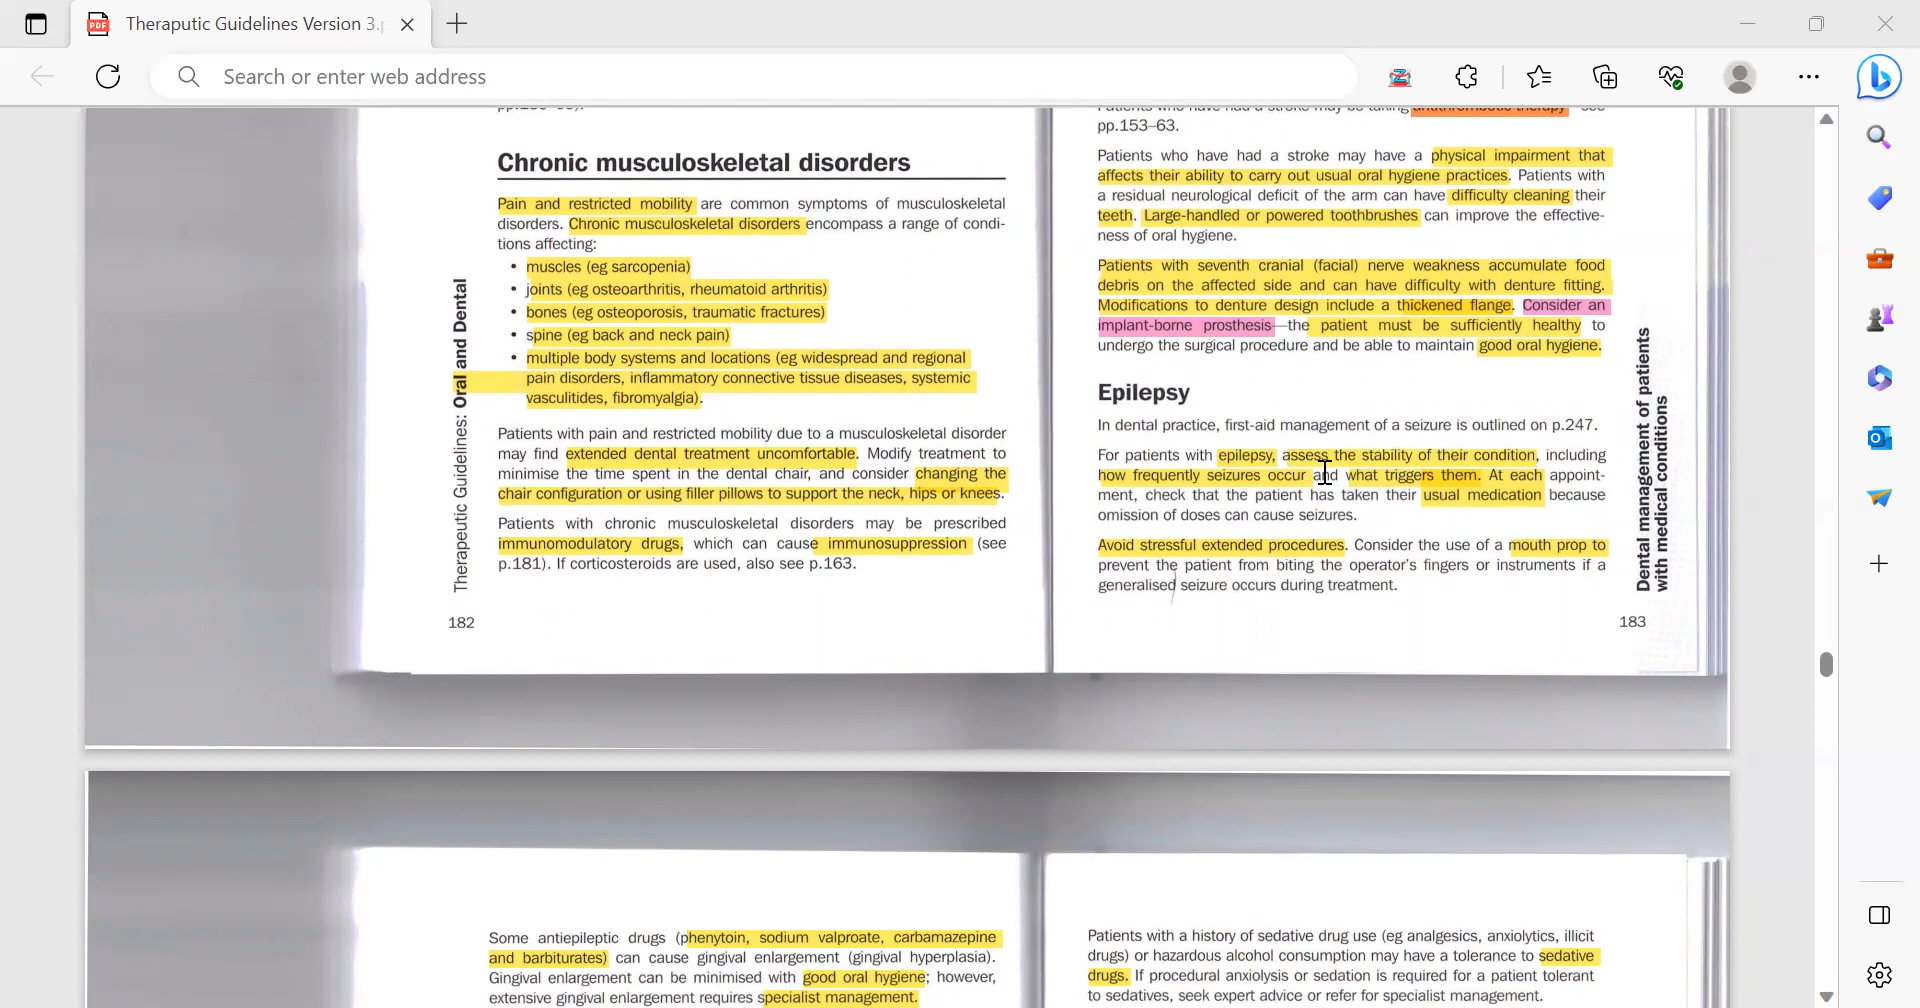 Theraputic Guidelines Version 3.p
Search or enter web address
Chronic musculoskeletal disorders
Pain and restricted mobility are common symptoms of musculoskeletal
disorders. Chronic musculoskeletal disorders encompass a range of condi-
tions affecting:
• muscles (eg sarcopenia)
• joints (eg osteoarthritis, rheumatoid arthritis)
• bones (eg osteoporosis, traumatic fractures)
• spine (eg back and neck pain)
• multiple body systems and locations (eg widespread and regional
pain disorders, inflammatory connective tissue diseases, systemic
vasculitides, fibromyalgia).
Patients with pain and restricted mobility due to a musculoskeletal disorder
may find extended dental treatment uncomfortable. Modify treatment to
minimise the time spent in the dental chair, and consider changing the
chair configuration or using filler pillows to support the neck, hips or knees.
Patients with chronic musculoskeletal disorders may be prescribed
immunomodulatory drugs, which can cause immunosuppression (see
p.181). If corticosteroids are used, also see p.163.
Therapeutic Guidelines: Oral and Dental
182
Patients who have had a stroke may be taking antithrombotic therapy—see
pp.153–63.
Patients who have had a stroke may have a physical impairment that
affects their ability to carry out usual oral hygiene practices. Patients with
a residual neurological deficit of the arm can have difficulty cleaning their
teeth. Large-handled or powered toothbrushes can improve the effective-
ness of oral hygiene.
Patients with seventh cranial (facial) nerve weakness accumulate food
debris on the affected side and can have difficulty with denture fitting.
Modifications to denture design include a thickened flange. Consider an
implant-borne prosthesis—the patient must be sufficiently healthy to
undergo the surgical procedure and be able to maintain good oral hygiene.
Epilepsy
In dental practice, first-aid management of a seizure is outlined on p.247.
For patients with epilepsy, assess the stability of their condition, including
how frequently seizures occur and what triggers them. At each appoint-
ment, check that the patient has taken their usual medication because
omission of doses can cause seizures.
Avoid stressful extended procedures. Consider the use of a mouth prop to
prevent the patient from biting the operator's fingers or instruments if a
generalised seizure occurs during treatment.
Dental management of patients
with medical conditions
183
Some antiepileptic drugs (phenytoin, sodium valproate, carbamazepine
and barbiturates) can cause gingival enlargement (gingival hyperplasia).
Gingival enlargement can be minimised with good oral hygiene; however,
extensive gingival enlargement requires specialist management.
Patients with a history of sedative drug use (eg analgesics, anxiolytics, illicit
drugs) or hazardous alcohol consumption may have a tolerance to sedative
drugs. If procedural anxiolysis or sedation is required for a patient tolerant
to sedatives, seek expert advice or refer for specialist management.